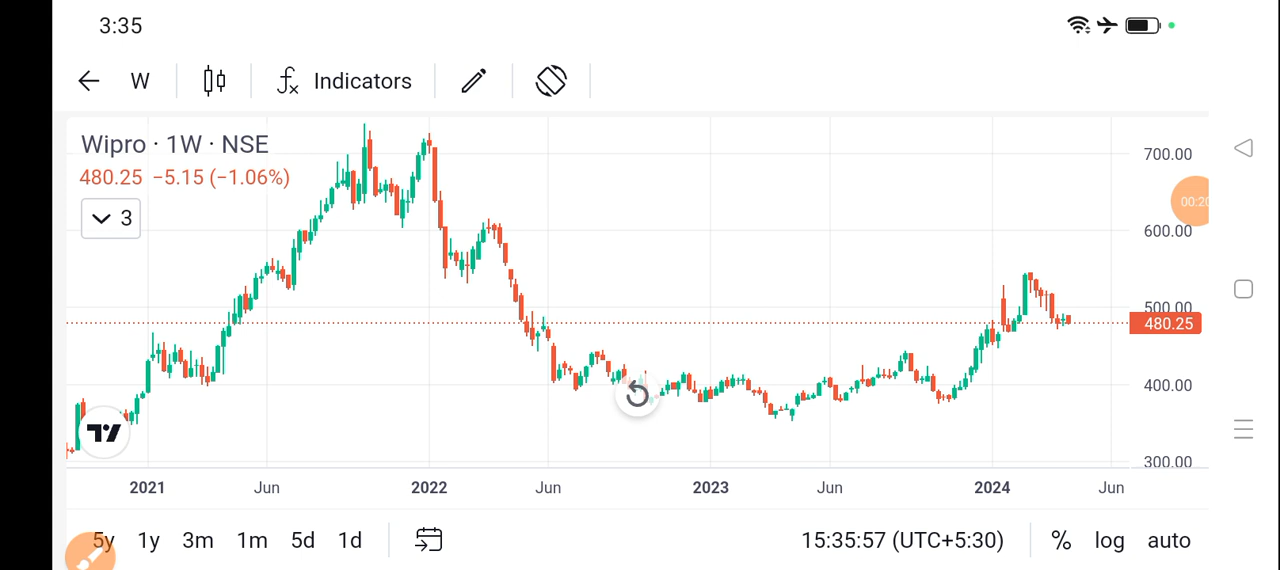 3:35
W
Indicators
Wipro · 1W · NSE
480.25 −5.15 (−1.06%)
3
700.00
600.00
500.00
480.25
400.00
300.00
00:20
2021 Jun 2022 Jun 2023 Jun 2024 Jun
5y 1y 3m 1m 5d 1d
15:35:57 (UTC+5:30) % log auto